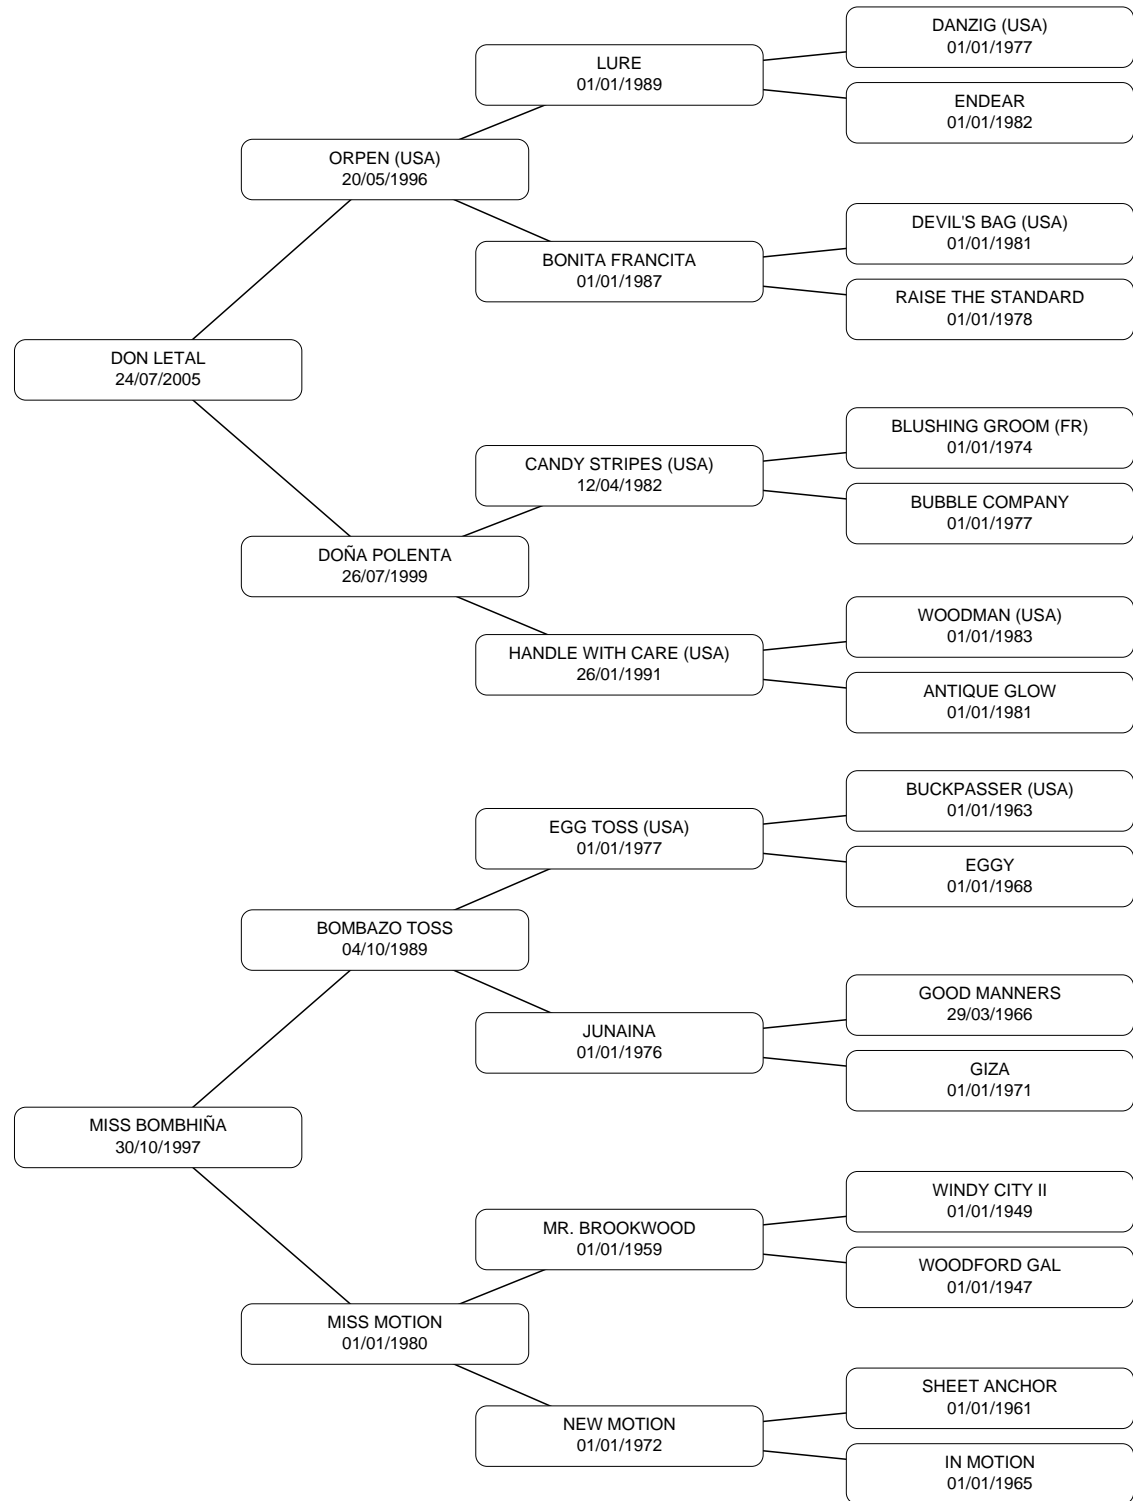 DANZIG (USA)
01/01/1977
LURE
01/01/1989
ENDEAR
01/01/1982
ORPEN (USA)
20/05/1996
DEVIL'S BAG (USA)
01/01/1981
BONITA FRANCITA
01/01/1987
RAISE THE STANDARD
01/01/1978
DON LETAL
24/07/2005
BLUSHING GROOM (FR)
01/01/1974
CANDY STRIPES (USA)
12/04/1982
BUBBLE COMPANY
01/01/1977
DOÑA POLENTA
26/07/1999
WOODMAN (USA)
01/01/1983
HANDLE WITH CARE (USA)
26/01/1991
ANTIQUE GLOW
01/01/1981
BUCKPASSER (USA)
01/01/1963
EGG TOSS (USA)
01/01/1977
EGGY
01/01/1968
BOMBAZO TOSS
04/10/1989
GOOD MANNERS
29/03/1966
JUNAINA
01/01/1976
GIZA
01/01/1971
MISS BOMBHIÑA
30/10/1997
WINDY CITY II
01/01/1949
MR. BROOKWOOD
01/01/1959
WOODFORD GAL
01/01/1947
MISS MOTION
01/01/1980
SHEET ANCHOR
01/01/1961
NEW MOTION
01/01/1972
IN MOTION
01/01/1965